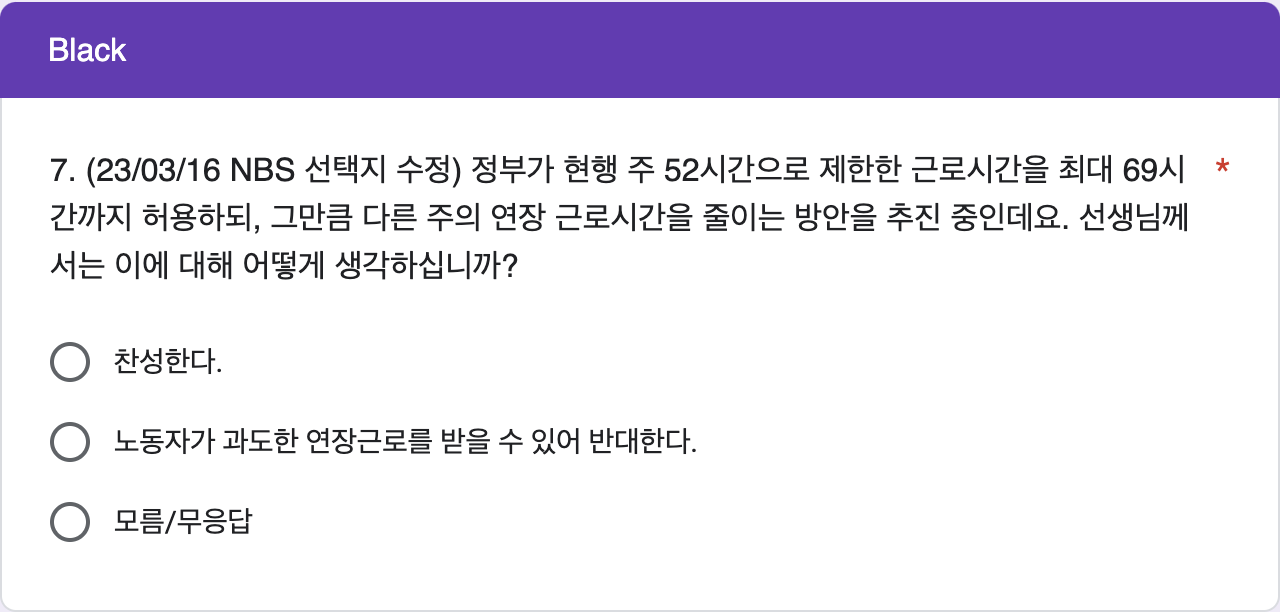 Black
7. (23/03/16 NBS 선택지 수정) 정부가 현행 주 52시간으로 제한한 근로시간을 최대 69시 *
간까지 허용하되, 그만큼 다른 주의 연장 근로시간을 줄이는 방안을 추진 중인데요. 선생님께
서는 이에 대해 어떻게 생각하십니까?
찬성한다.
노동자가 과도한 연장근로를 받을 수 있어 반대한다.
모름/무응답